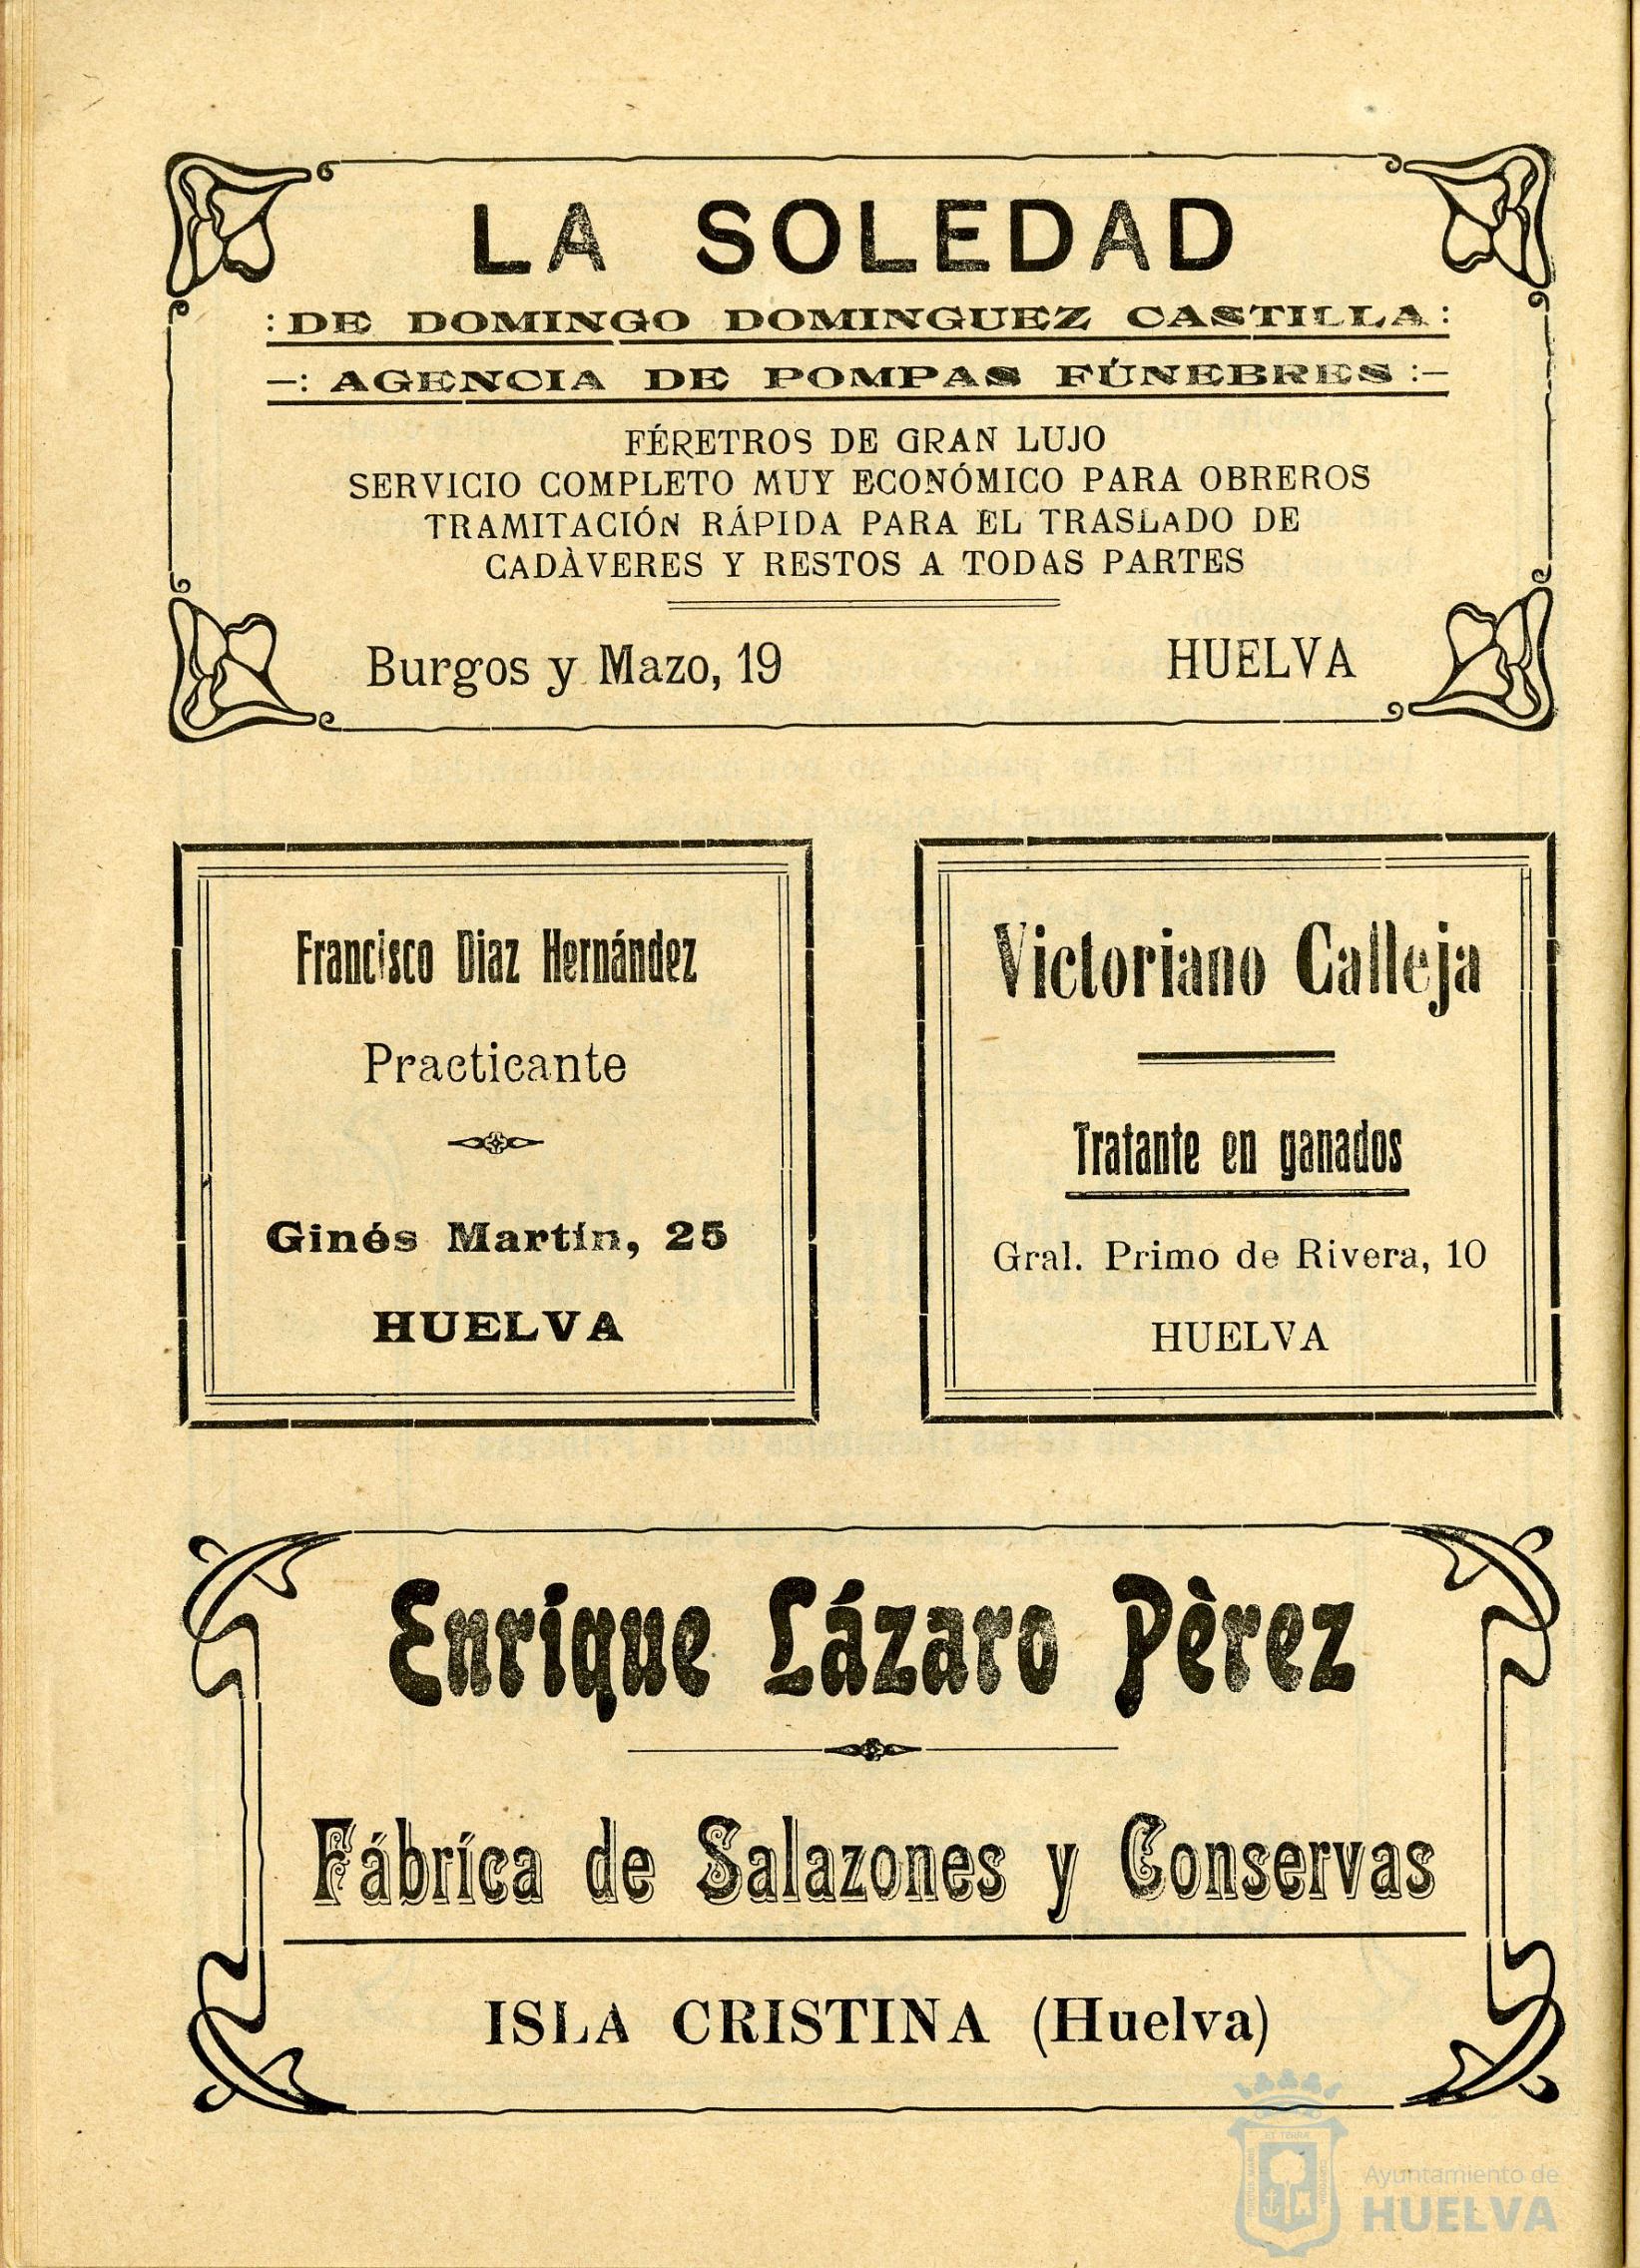 LA SOLEDAD
: DE DOMINGO DOMINGUEZ CASTILLA :
—: AGENCIA DE POMPAS FÚNEBRES :—
FÉRETROS DE GRAN LUJO
SERVICIO COMPLETO MUY ECONÓMICO PARA OBREROS
TRAMITACIÓN RÁPIDA PARA EL TRASLADO DE
CADÀVERES Y RESTOS A TODAS PARTES
Burgos y Mazo, 19 HUELVA
Francisco Diaz Hernández
Practicante
Ginés Martín, 25
HUELVA
Victoriano Calleja
Tratante en ganados
Gral. Primo de Rivera, 10
HUELVA
Enríque Lázaro Pèrez
Fábríca de Salazones y Conservas
ISLA CRISTINA (Huelva)
Ayuntamiento de
HUELVA